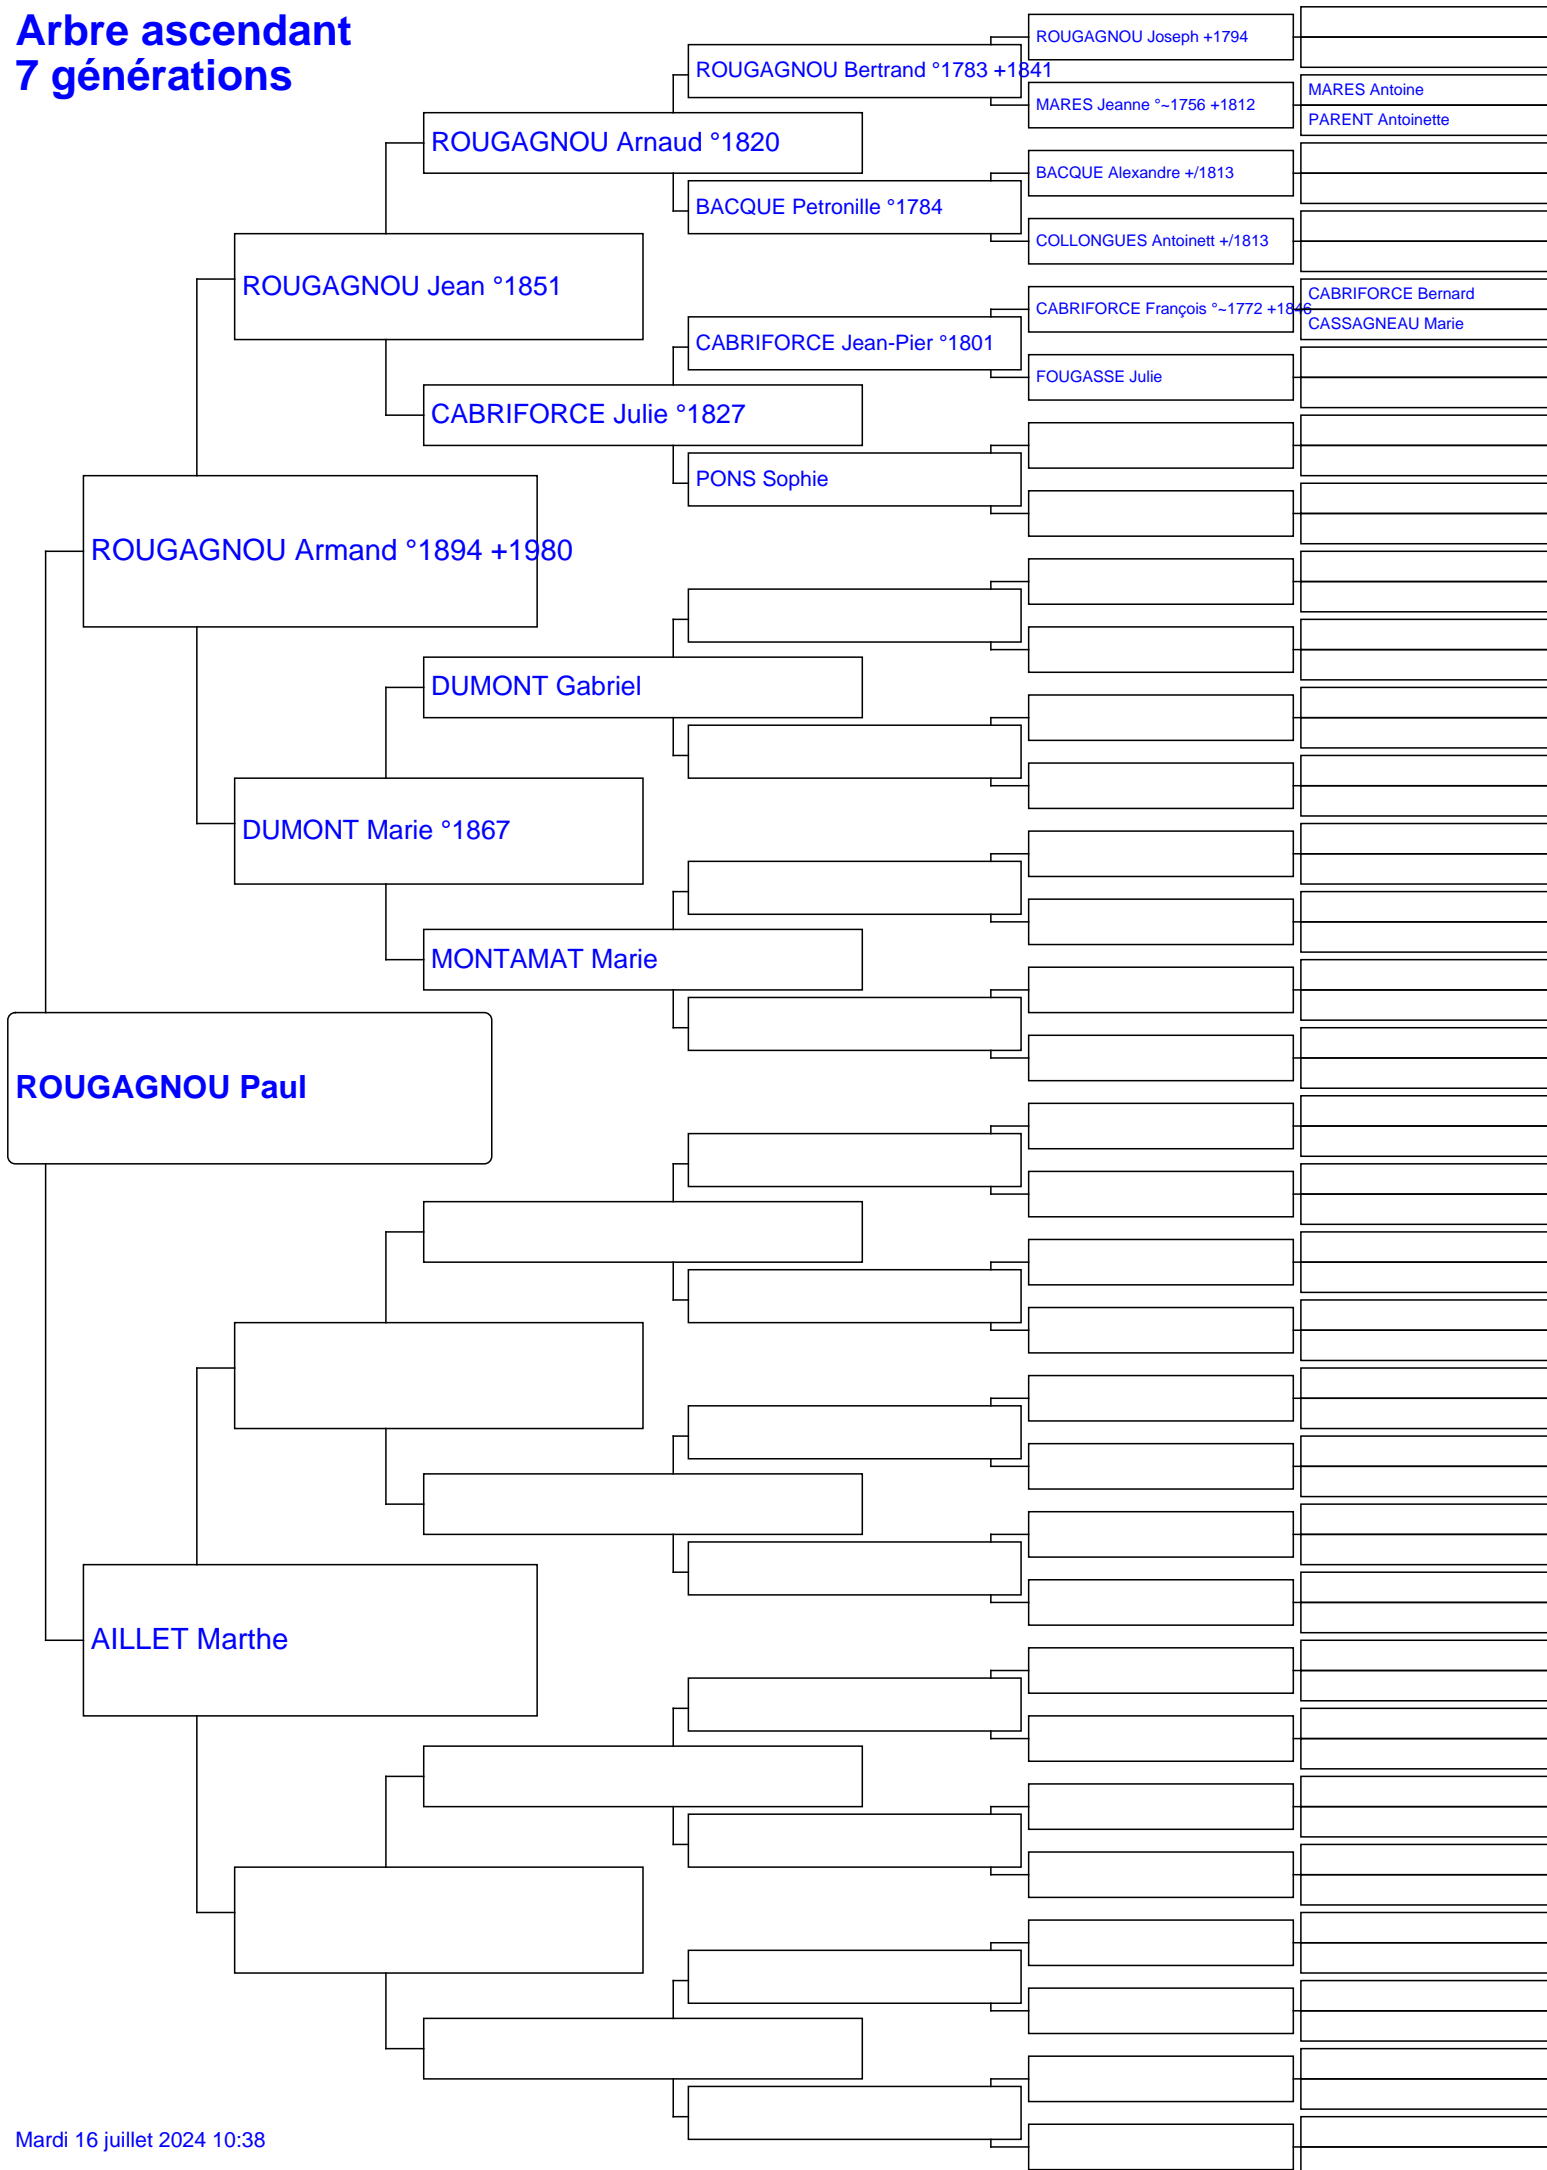 Arbre ascendant
7 générations
ROUGAGNOU Joseph +1794
ROUGAGNOU Bertrand °1783 +1841
MARES Antoine
MARES Jeanne °~1756 +1812
PARENT Antoinette
ROUGAGNOU Arnaud °1820
BACQUE Alexandre +/1813
BACQUE Petronille °1784
COLLONGUES Antoinett +/1813
ROUGAGNOU Jean °1851
CABRIFORCE Bernard
CABRIFORCE François °~1772 +1846
CASSAGNEAU Marie
CABRIFORCE Jean-Pier °1801
FOUGASSE Julie
CABRIFORCE Julie °1827
PONS Sophie
ROUGAGNOU Armand °1894 +1980
DUMONT Gabriel
DUMONT Marie °1867
MONTAMAT Marie
ROUGAGNOU Paul
AILLET Marthe
Mardi 16 juillet 2024 10:38